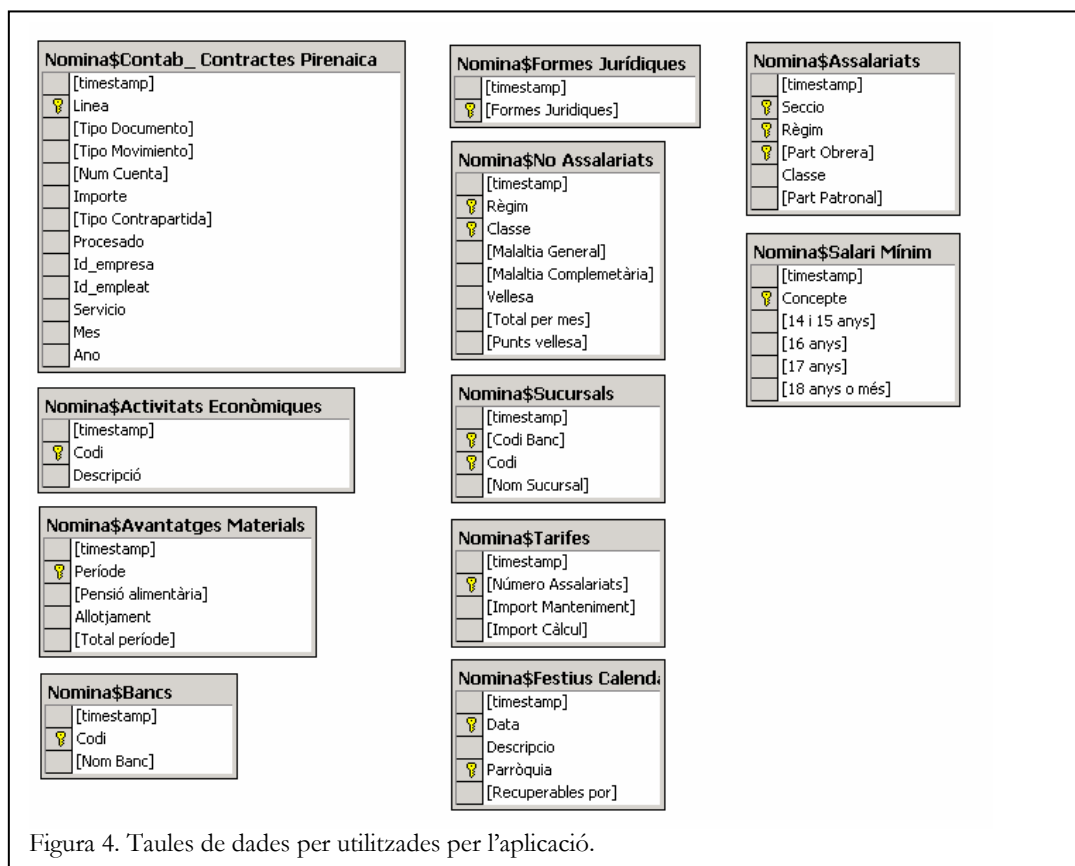 Nomina$Contab_ Contractes Pirenaica
[timestamp]
Linea
[Tipo Documento]
[Tipo Movimiento]
[Num Cuenta]
Importe
[Tipo Contrapartida]
Procesado
Id_empresa
Id_empleat
Servicio
Mes
Ano
Nomina$Activitats Econòmiques
[timestamp]
Codi
Descripció
Nomina$Avantatges Materials
[timestamp]
Període
[Pensió alimentària]
Allotjament
[Total període]
Nomina$Bancs
[timestamp]
Codi
[Nom Banc]
Nomina$Formes Jurídiques
[timestamp]
[Formes Juridiques]
Nomina$No Assalariats
[timestamp]
Règim
Classe
[Malaltia General]
[Malaltia Complemetària]
Vellesa
[Total per mes]
[Punts vellesa]
Nomina$Sucursals
[timestamp]
[Codi Banc]
Codi
[Nom Sucursal]
Nomina$Tarifes
[timestamp]
[Número Assalariats]
[Import Manteniment]
[Import Càlcul]
Nomina$Festius Calenda
[timestamp]
Data
Descripcio
Parròquia
[Recuperables por]
Nomina$Assalariats
[timestamp]
Seccio
Règim
[Part Obrera]
Classe
[Part Patronal]
Nomina$Salari Mínim
[timestamp]
Concepte
[14 i 15 anys]
[16 anys]
[17 anys]
[18 anys o més]
Figura 4. Taules de dades per utilitzades per l'aplicació.